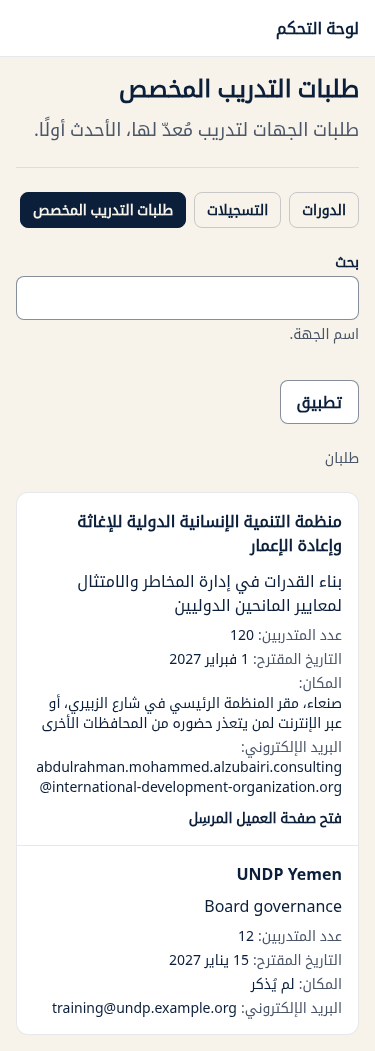 لوحة التحكم
طلبات التدريب المخصص
طلبات الجهات لتدريب مُعدّ لها، الأحدث أولًا.
الدورات
التسجيلات
طلبات التدريب المخصص
بحث
اسم الجهة.
تطبيق
طلبان
منظمة التنمية الإنسانية الدولية للإغاثة
وإعادة الإعمار
بناء القدرات في إدارة المخاطر والامتثال
لمعايير المانحين الدوليين
عدد المتدربين: 120
التاريخ المقترح: 1 فبراير 2027
المكان:
صنعاء، مقر المنظمة الرئيسي في شارع الزبيري، أو
عبر الإنترنت لمن يتعذر حضوره من المحافظات الأخرى
البريد الإلكتروني:
abdulrahman.mohammed.alzubairi.consulting
@international-development-organization.org
فتح صفحة العميل المرسِل
UNDP Yemen
Board governance
عدد المتدربين: 12
التاريخ المقترح: 15 يناير 2027
المكان: لم يُذكر
البريد الإلكتروني: training@undp.example.org